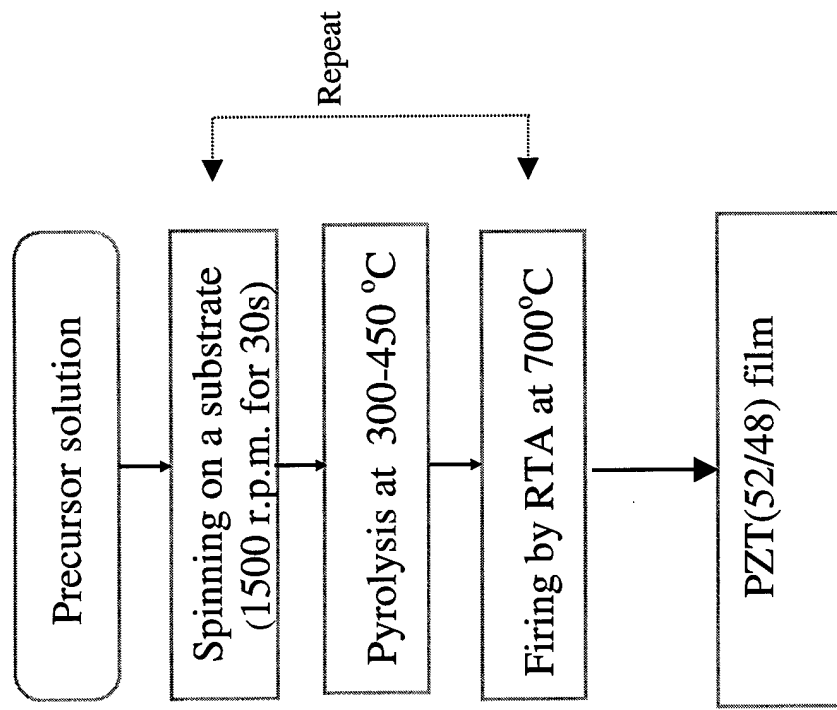 Precursor solution
Spinning on a substrate
(1500 r.p.m. for 30s)
Pyrolysis at 300-450 °C
Firing by RTA at 700°C
PZT(52/48) film
Repeat